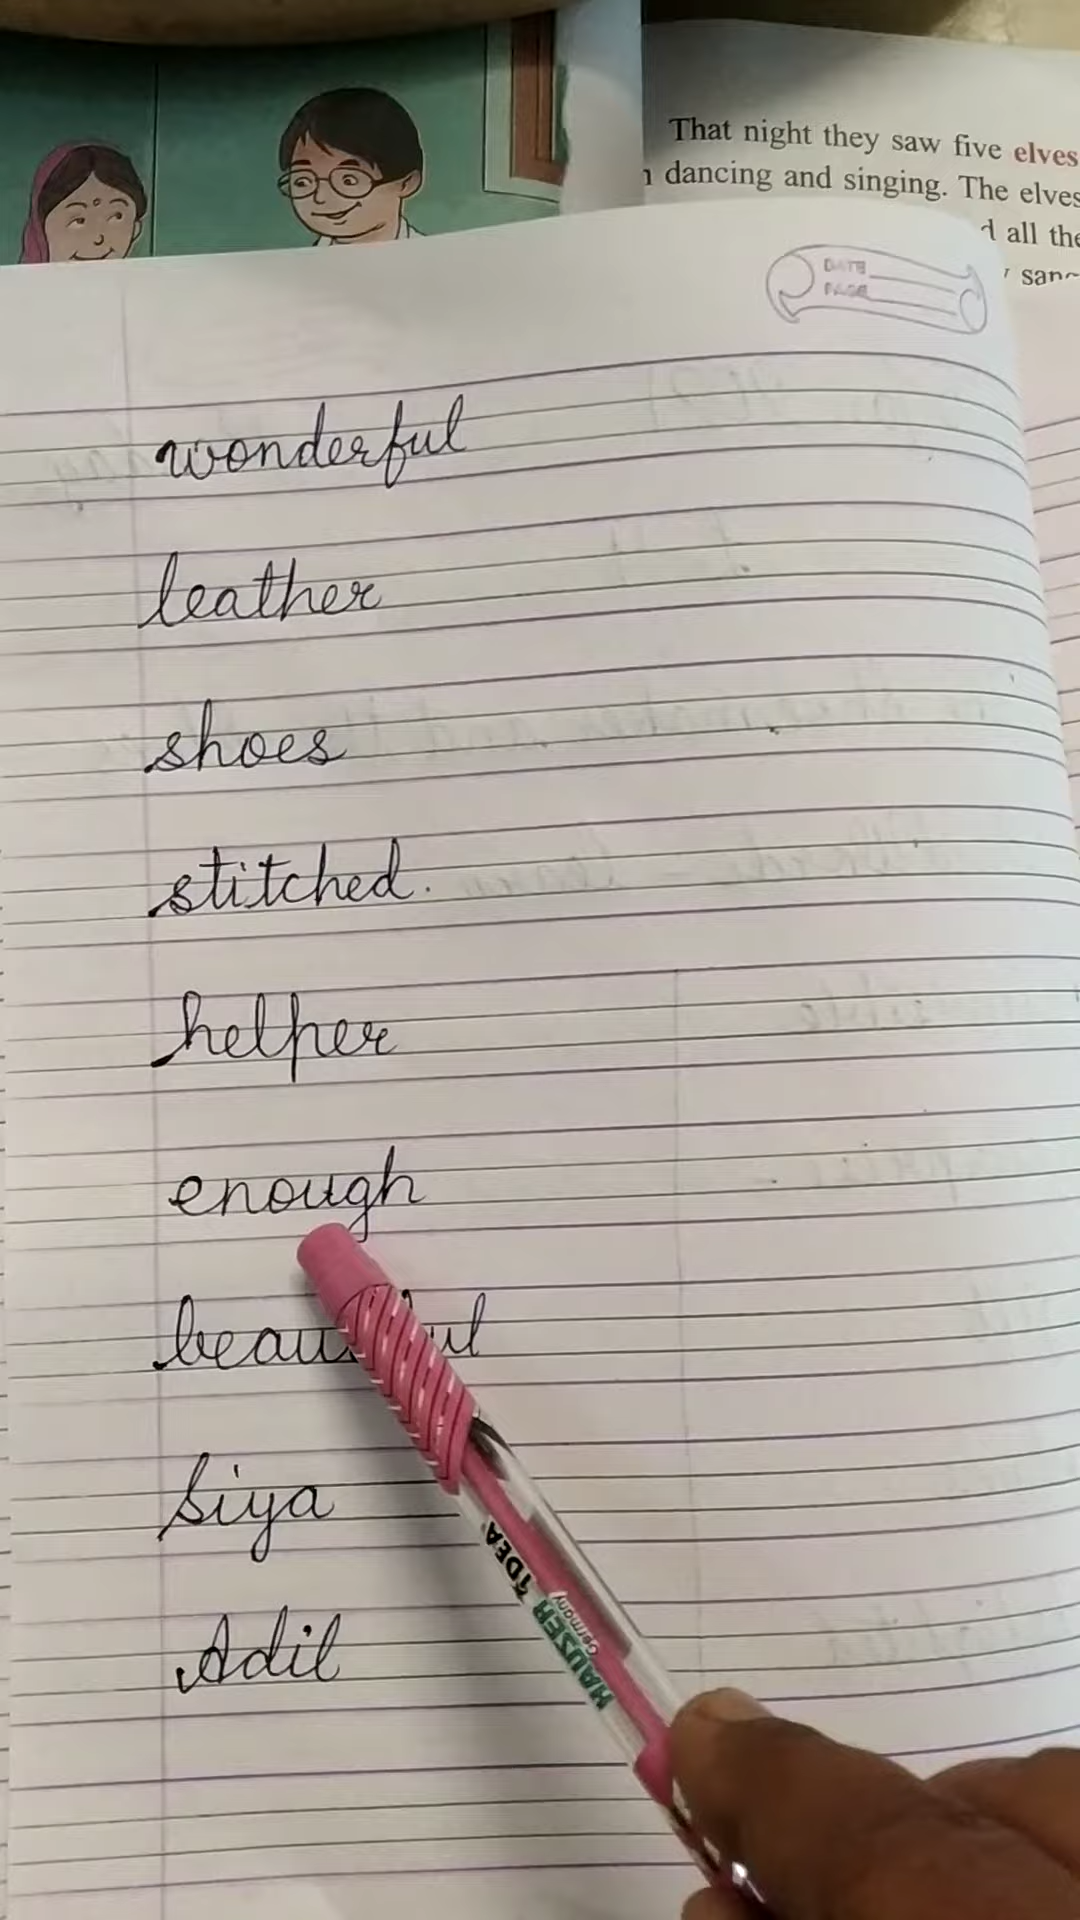 That night they saw five elves
dancing and singing. The elves
all the
DATE
PAGE
wonderful
leather
shoes
stitched.
helper
enough
Siya
Adil
HAUSER IDEA
Germany